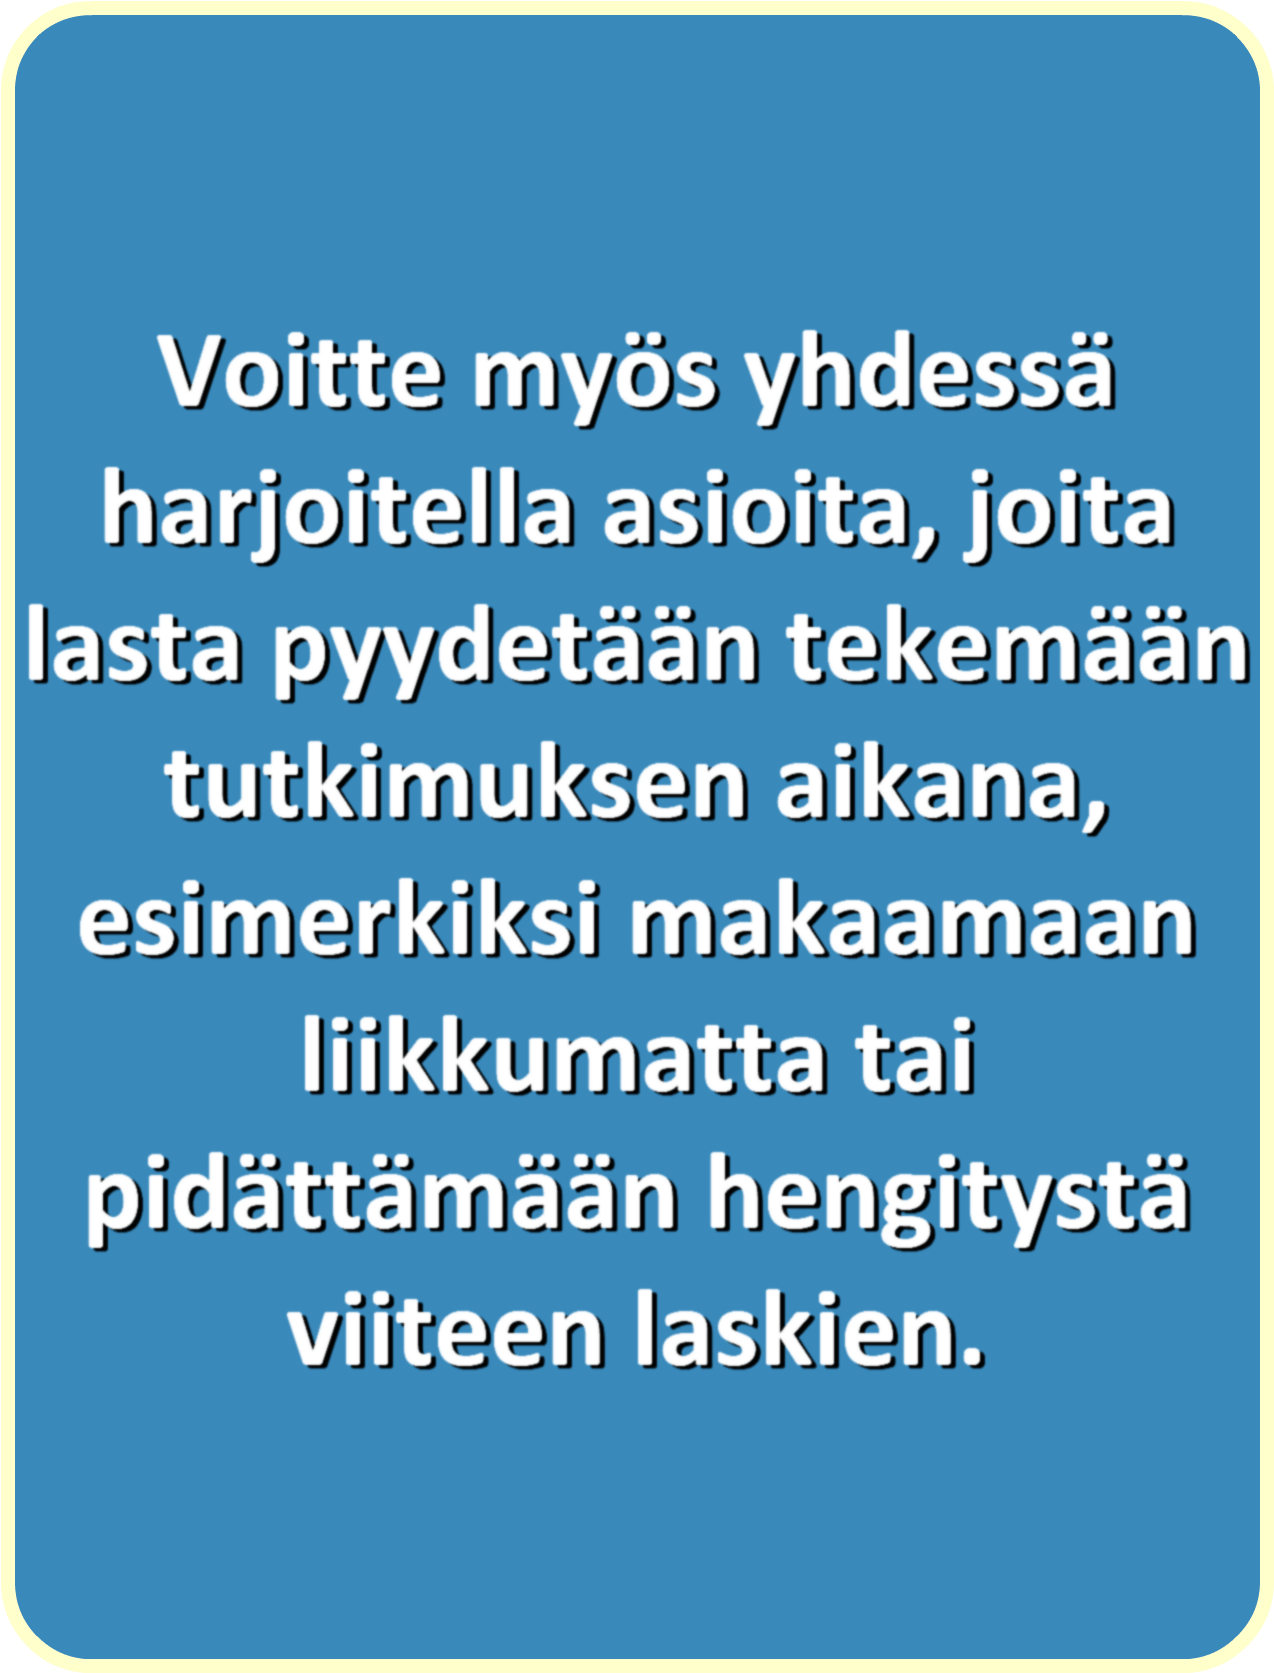 Voitte myös yhdessä
harjoitella asioita, joita
lasta pyydetään tekemään
tutkimuksen aikana,
esimerkiksi makaamaan
liikkumatta tai
pidättämään hengitystä
viiteen laskien.